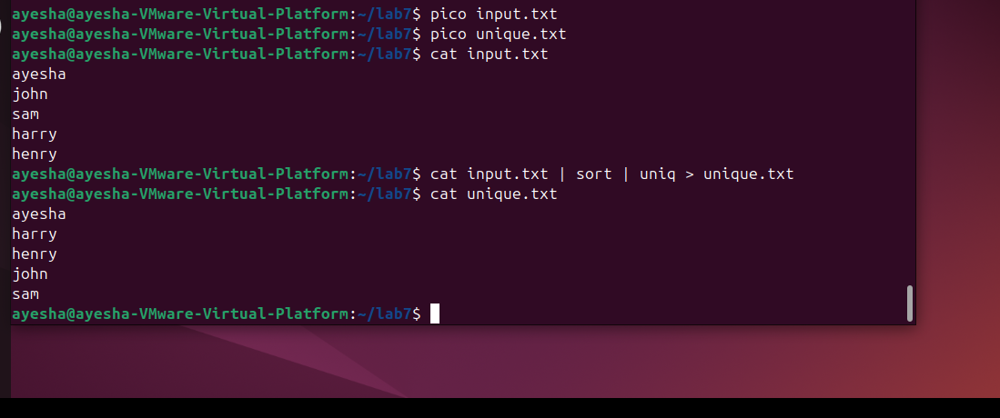 ayesha@ayesha-VMware-Virtual-Platform:~/lab7$ pico input.txt
ayesha@ayesha-VMware-Virtual-Platform:~/lab7$ pico unique.txt
ayesha@ayesha-VMware-Virtual-Platform:~/lab7$ cat input.txt
ayesha
john
sam
harry
henry
ayesha@ayesha-VMware-Virtual-Platform:~/lab7$ cat input.txt | sort | uniq > unique.txt
ayesha@ayesha-VMware-Virtual-Platform:~/lab7$ cat unique.txt
ayesha
harry
henry
john
sam
ayesha@ayesha-VMware-Virtual-Platform:~/lab7$